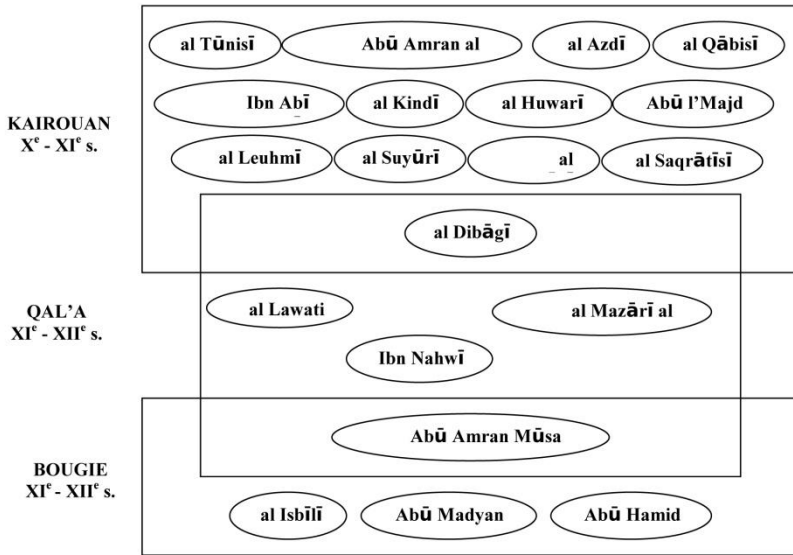 al Tūnisī Abū Amran al al Azdī al Qābisī
Ibn Abī al Kindī al Huwarī Abū l'Majd
KAIROUAN
Xᵉ - XIᵉ s.
al Leuhmī al Suyūrī al al Saqrātīsī
al Dibāgī
QAL'A
XIᵉ - XIIᵉ s.
al Lawati al Mazārī al
Ibn Nahwī
Abū Amran Mūsa
BOUGIE
XIᵉ - XIIᵉ s.
al Isbīlī Abū Madyan Abū Hamid